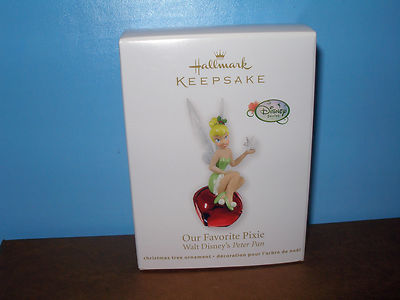 Hallmark
KEEPSAKE
Disney
Our Favorite Pixie
Walt Disney's Peter Pan
christmas tree ornament • décoration pour l'arbre de noël